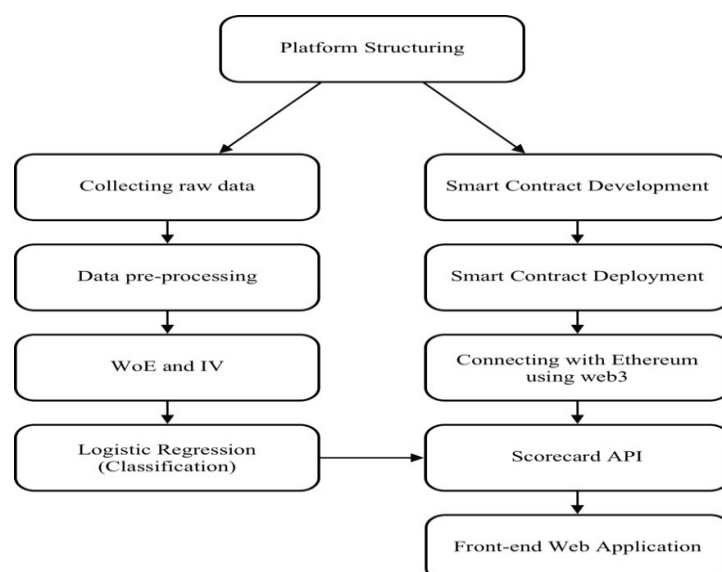 Platform Structuring
Collecting raw data
Smart Contract Development
Data pre-processing
Smart Contract Deployment
WoE and IV
Connecting with Ethereum
using web3
Logistic Regression
(Classification)
Scorecard API
Front-end Web Application